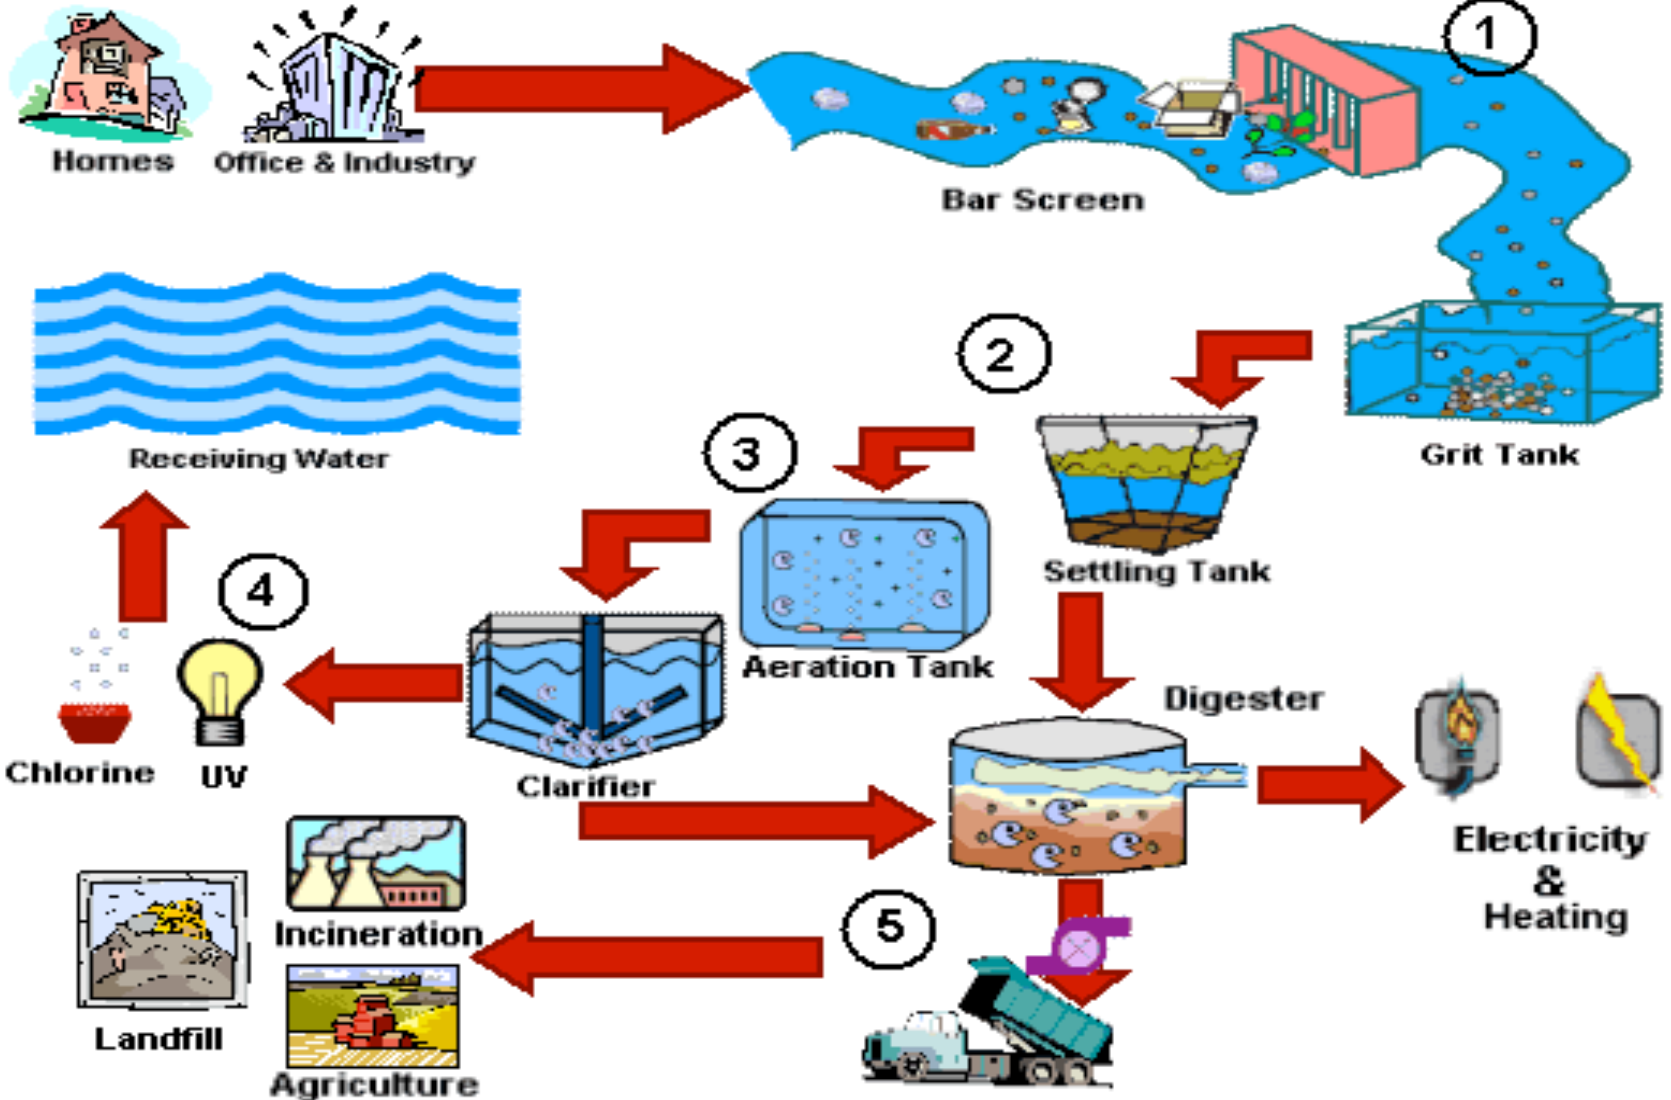 1
Homes
Office & Industry
Bar Screen
2
Receiving Water
3
Grit Tank
Settling Tank
4
Aeration Tank
Digester
Chlorine
UV
Clarifier
Electricity
&
Heating
5
Incineration
Landfill
Agriculture